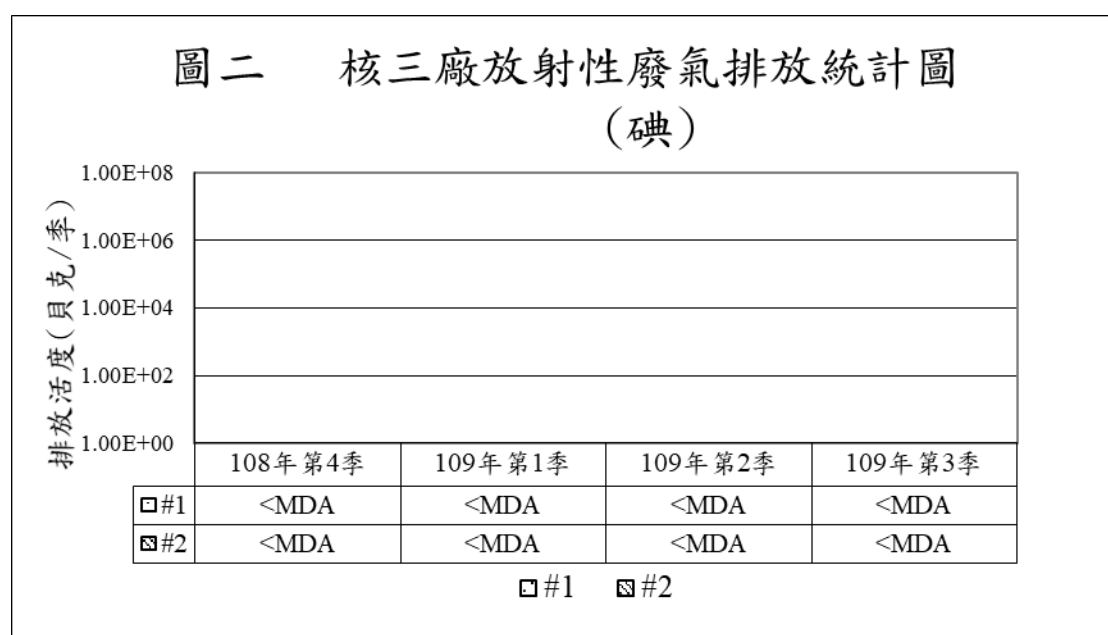 圖二 核三廠放射性廢氣排放統計圖
(碘)
排放活度(貝克/季)
1.00E+08
1.00E+06
1.00E+04
1.00E+02
1.00E+00
108年第4季 109年第1季 109年第2季 109年第3季
#1 <MDA <MDA <MDA <MDA
#2 <MDA <MDA <MDA <MDA
#1 #2